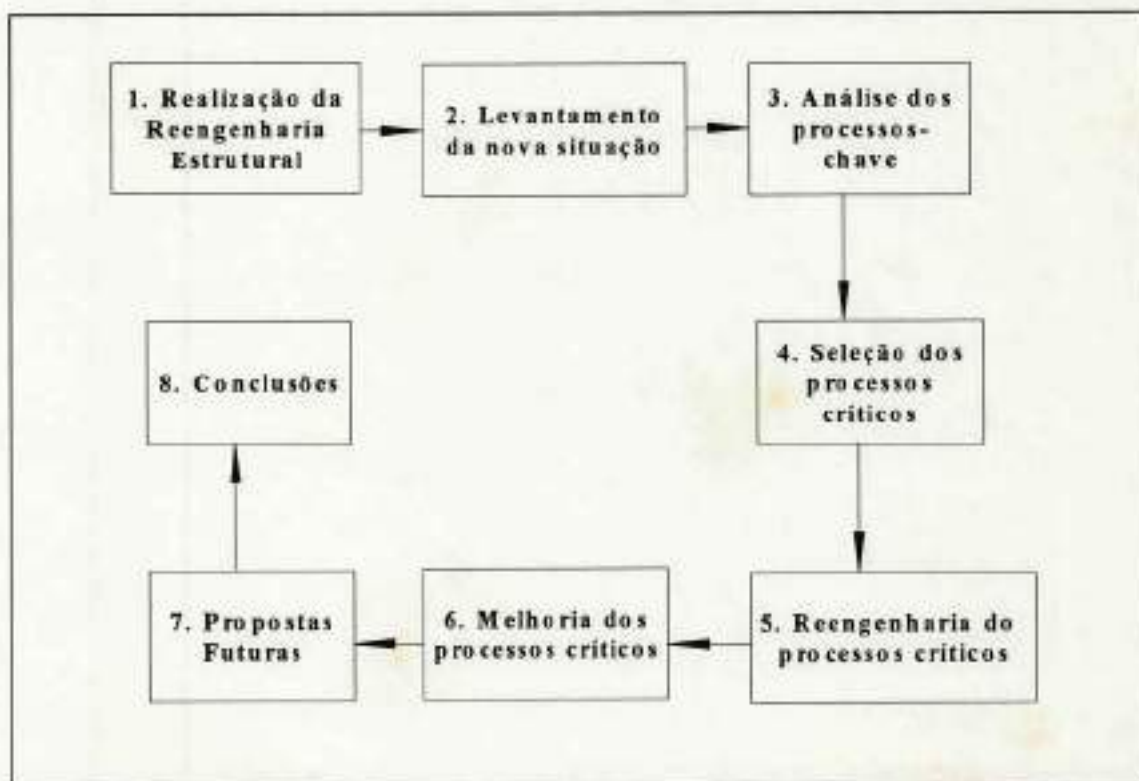 1. Realização da
Reengenharia
Estrutural
2. Levantamento
da nova situação
3. Análise dos
processos-
chave
4. Seleção dos
processos
críticos
5. Reengenharia do
processos críticos
6. Melhoria dos
processos críticos
7. Propostas
Futuras
8. Conclusões